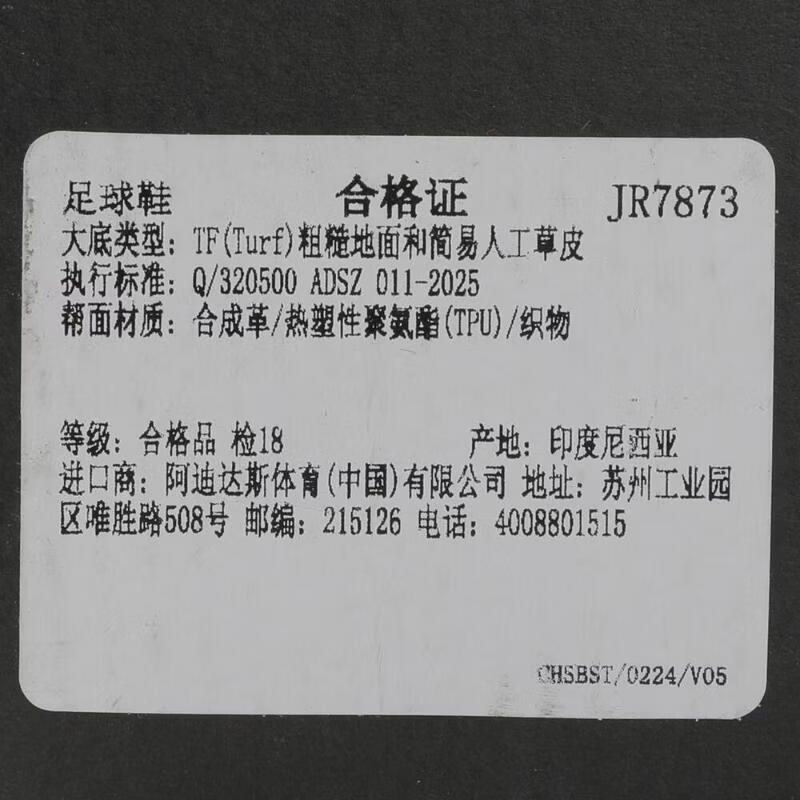 足球鞋 合格证 JR7873
大底类型: TF(Turf)粗糙地面和简易人工草皮
执行标准: Q/320500 ADSZ 011-2025
帮面材质: 合成革/热塑性聚氨酯(TPU)/织物
等级: 合格品 检18 产地: 印度尼西亚
进口商: 阿迪达斯体育(中国)有限公司 地址: 苏州工业园
区唯胜路508号 邮编: 215126 电话: 4008801515
CHSBST/0224/V05